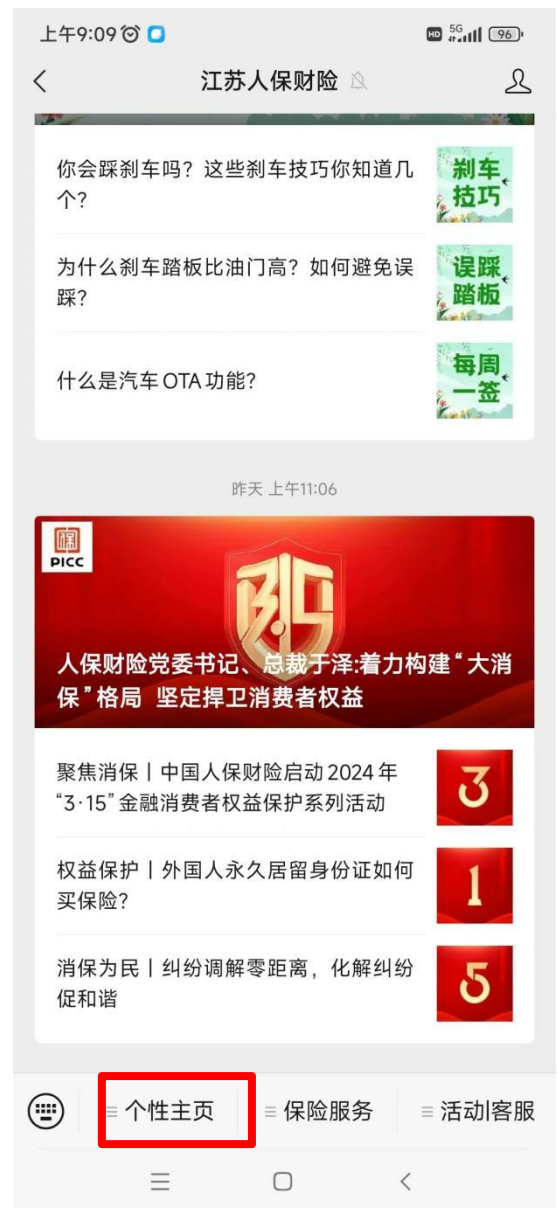 上午9:09
HD 5G 96
江苏人保财险
你会踩刹车吗？这些刹车技巧你知道几
个？
刹车
技巧
为什么刹车踏板比油门高？如何避免误
踩？
误踩
踏板
什么是汽车OTA功能？
每周
一签
昨天 上午11:06
PICC
315
人保财险党委书记、总裁于泽:着力构建“大消
保”格局 坚定捍卫消费者权益
聚焦消保丨中国人保财险启动2024年
“3·15”金融消费者权益保护系列活动
3
权益保护丨外国人永久居留身份证如何
买保险？
1
消保为民丨纠纷调解零距离，化解纠纷
促和谐
5
个性主页
保险服务
活动|客服